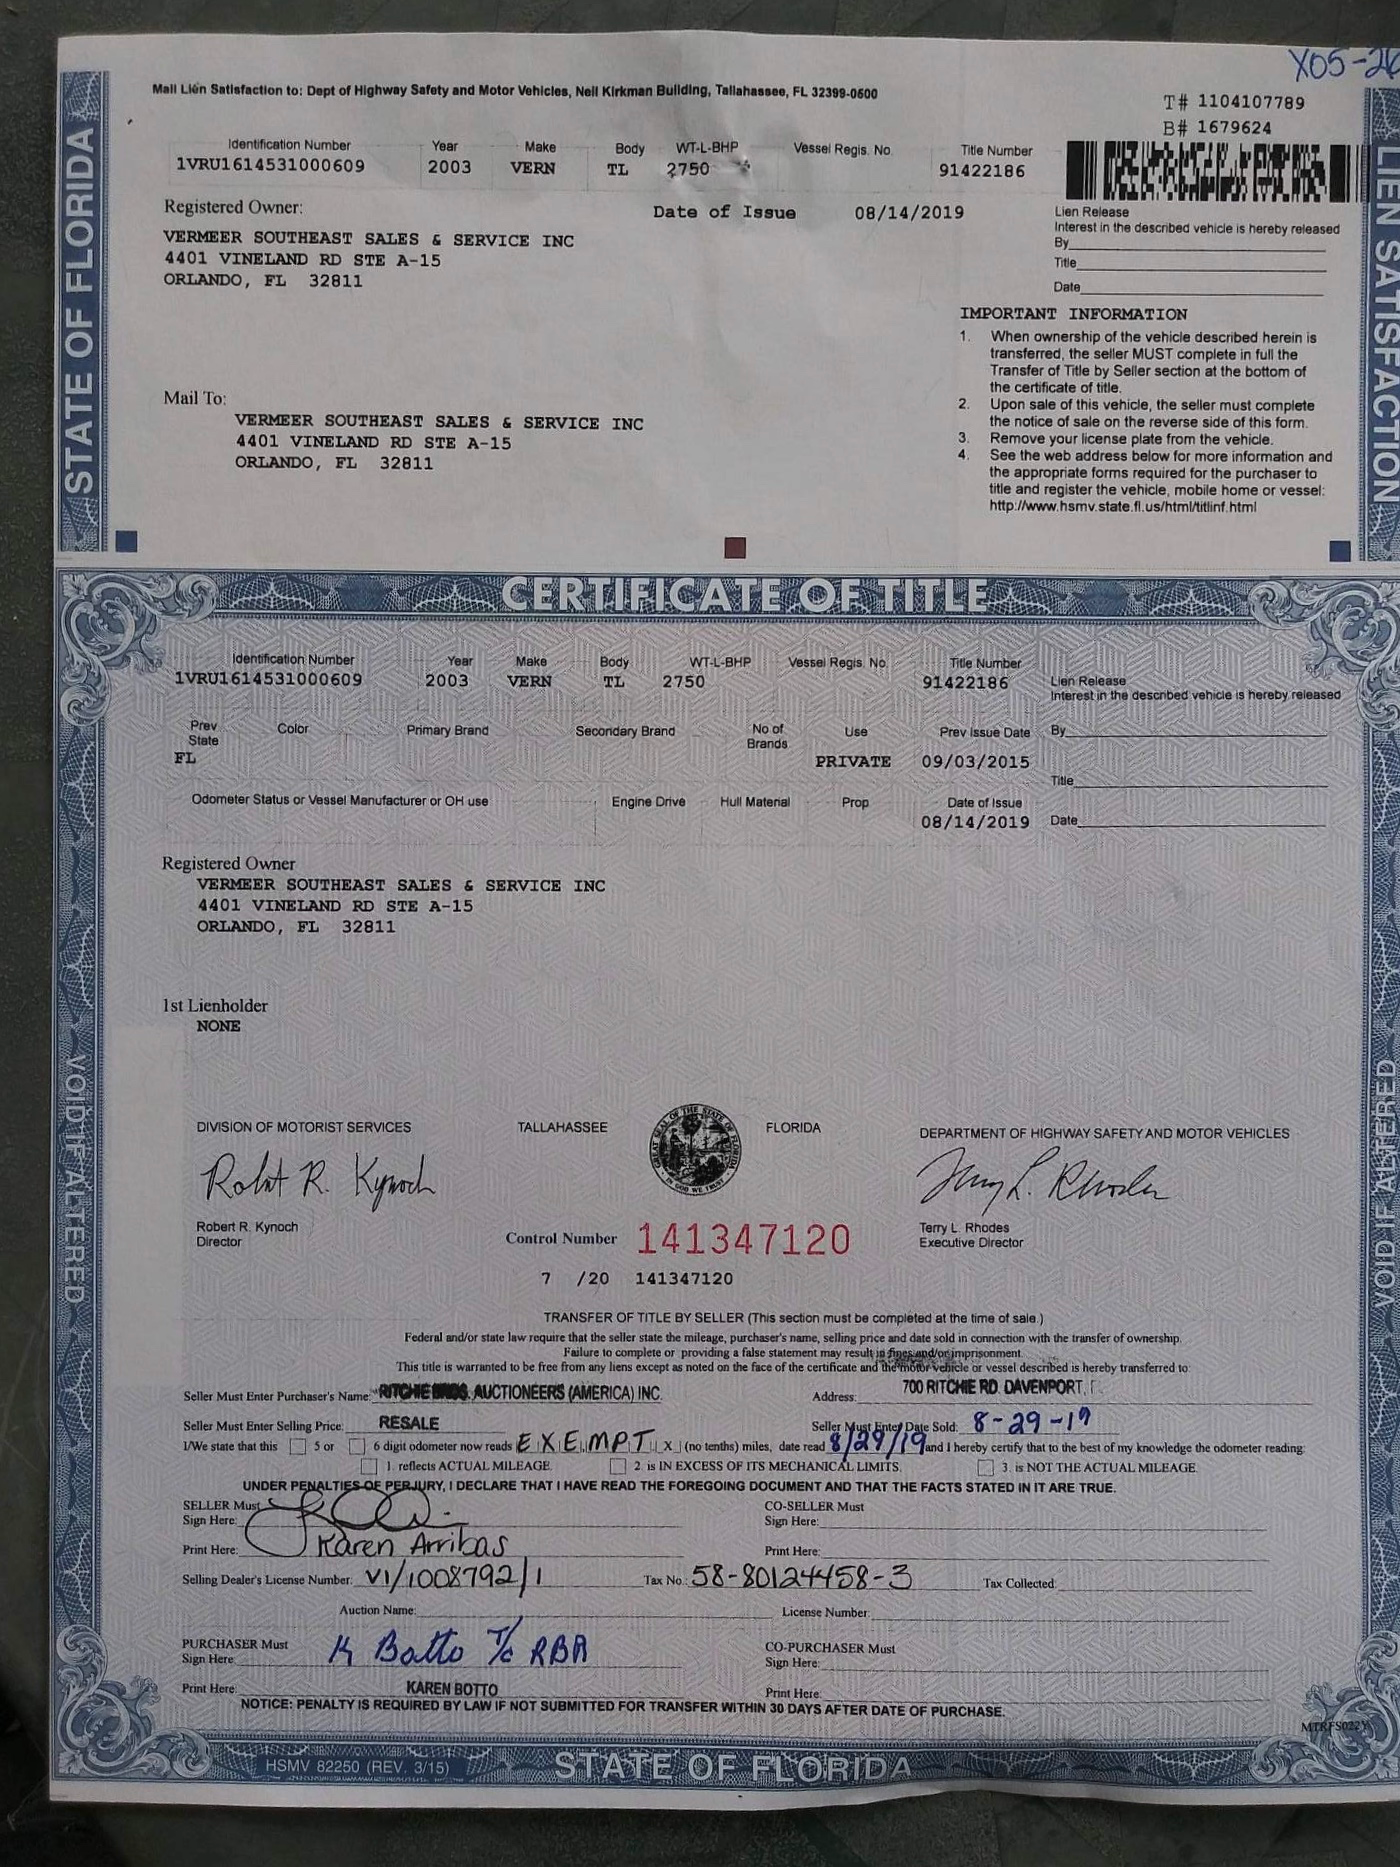 X05-26
Mail Lien Satisfaction to: Dept of Highway Safety and Motor Vehicles, Neil Kirkman Building, Tallahassee, FL 32399-0500
T# 1104107789
B# 1679624
Identification Number Year Make Body WT-L-BHP Vessel Regis. No. Title Number
1VRU1614531000609 2003 VERN TL 2750 91422186
Registered Owner: Date of Issue 08/14/2019
VERMEER SOUTHEAST SALES & SERVICE INC
4401 VINELAND RD STE A-15
ORLANDO, FL 32811
Lien Release
Interest in the described vehicle is hereby released
By
Title
Date
IMPORTANT INFORMATION
1. When ownership of the vehicle described herein is
transferred, the seller MUST complete in full the
Transfer of Title by Seller section at the bottom of
the certificate of title.
2. Upon sale of this vehicle, the seller must complete
the notice of sale on the reverse side of this form.
3. Remove your license plate from the vehicle.
4. See the web address below for more information and
the appropriate forms required for the purchaser to
title and register the vehicle, mobile home or vessel:
http://www.hsmv.state.fl.us/html/titlinf.html
Mail To:
VERMEER SOUTHEAST SALES & SERVICE INC
4401 VINELAND RD STE A-15
ORLANDO, FL 32811
STATE OF FLORIDA
LIEN SATISFACTION
CERTIFICATE OF TITLE
Identification Number Year Make Body WT-L-BHP Vessel Regis. No. Title Number
1VRU1614531000609 2003 VERN TL 2750 91422186
Lien Release
Interest in the described vehicle is hereby released
Prev State Color Primary Brand Secondary Brand No of Brands Use Prev Issue Date
FL PRIVATE 09/03/2015
By
Title
Odometer Status or Vessel Manufacturer or OH use Engine Drive Hull Material Prop Date of Issue
08/14/2019
Date
Registered Owner
VERMEER SOUTHEAST SALES & SERVICE INC
4401 VINELAND RD STE A-15
ORLANDO, FL 32811
1st Lienholder
NONE
VOID IF ALTERED
VOID IF ALTERED
DIVISION OF MOTORIST SERVICES TALLAHASSEE FLORIDA DEPARTMENT OF HIGHWAY SAFETY AND MOTOR VEHICLES
GREAT SEAL OF THE STATE OF FLORIDA
IN GOD WE TRUST
Robert R. Kynoch
Terry L. Rhodes
Robert R. Kynoch
Director
Terry L. Rhodes
Executive Director
Control Number 141347120
7 /20 141347120
TRANSFER OF TITLE BY SELLER (This section must be completed at the time of sale.)
Federal and/or state law require that the seller state the mileage, purchaser's name, selling price and date sold in connection with the transfer of ownership.
Failure to complete or providing a false statement may result in fines and/or imprisonment.
This title is warranted to be free from any liens except as noted on the face of the certificate and the motor vehicle or vessel described is hereby transferred to:
Seller Must Enter Purchaser's Name: RITCHIE BROS. AUCTIONEERS (AMERICA) INC. Address: 700 RITCHIE RD. DAVENPORT,
Seller Must Enter Selling Price: RESALE Seller Must Enter Date Sold: 8-29-19
I/We state that this 5 or 6 digit odometer now reads EXEMPT X (no tenths) miles, date read 8/29/19 and I hereby certify that to the best of my knowledge the odometer reading:
1. reflects ACTUAL MILEAGE. 2. is IN EXCESS OF ITS MECHANICAL LIMITS. 3. is NOT THE ACTUAL MILEAGE.
UNDER PENALTIES OF PERJURY, I DECLARE THAT I HAVE READ THE FOREGOING DOCUMENT AND THAT THE FACTS STATED IN IT ARE TRUE.
SELLER Must CO-SELLER Must
Sign Here: Sign Here:
Print Here: Karen Arribas Print Here:
Selling Dealer's License Number: VI/1008792/1 Tax No.: 58-80124458-3 Tax Collected:
Auction Name: License Number:
PURCHASER Must CO-PURCHASER Must
Sign Here: K Botto T/O RBA Sign Here:
Print Here: KAREN BOTTO Print Here:
NOTICE: PENALTY IS REQUIRED BY LAW IF NOT SUBMITTED FOR TRANSFER WITHIN 30 DAYS AFTER DATE OF PURCHASE.
HSMV 82250 (REV. 3/15)
STATE OF FLORIDA